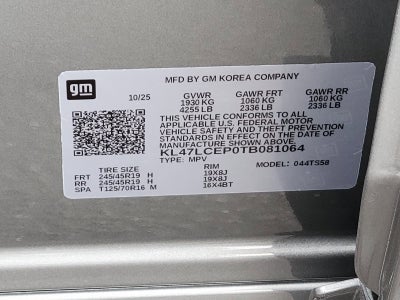 gm
MFD BY GM KOREA COMPANY
10/25 GVWR GAWR FRT GAWR RR
1930 KG 1060 KG 1060 KG
4255 LB 2336 LB 2336 LB
THIS VEHICLE CONFORMS TO ALL
APPLICABLE U.S. FEDERAL MOTOR
VEHICLE SAFETY AND THEFT PREVENTION
STANDARDS IN EFFECT ON THE DATE OF
MANUFACTURE SHOWN ABOVE.
KL47LCEP0TB081064
TYPE: MPV MODEL: 044TS58
TIRE SIZE RIM
FRT 245/45R19 H 19X8J
RR 245/45R19 H 19X8J
SPA T125/70R16 M 16X4BT